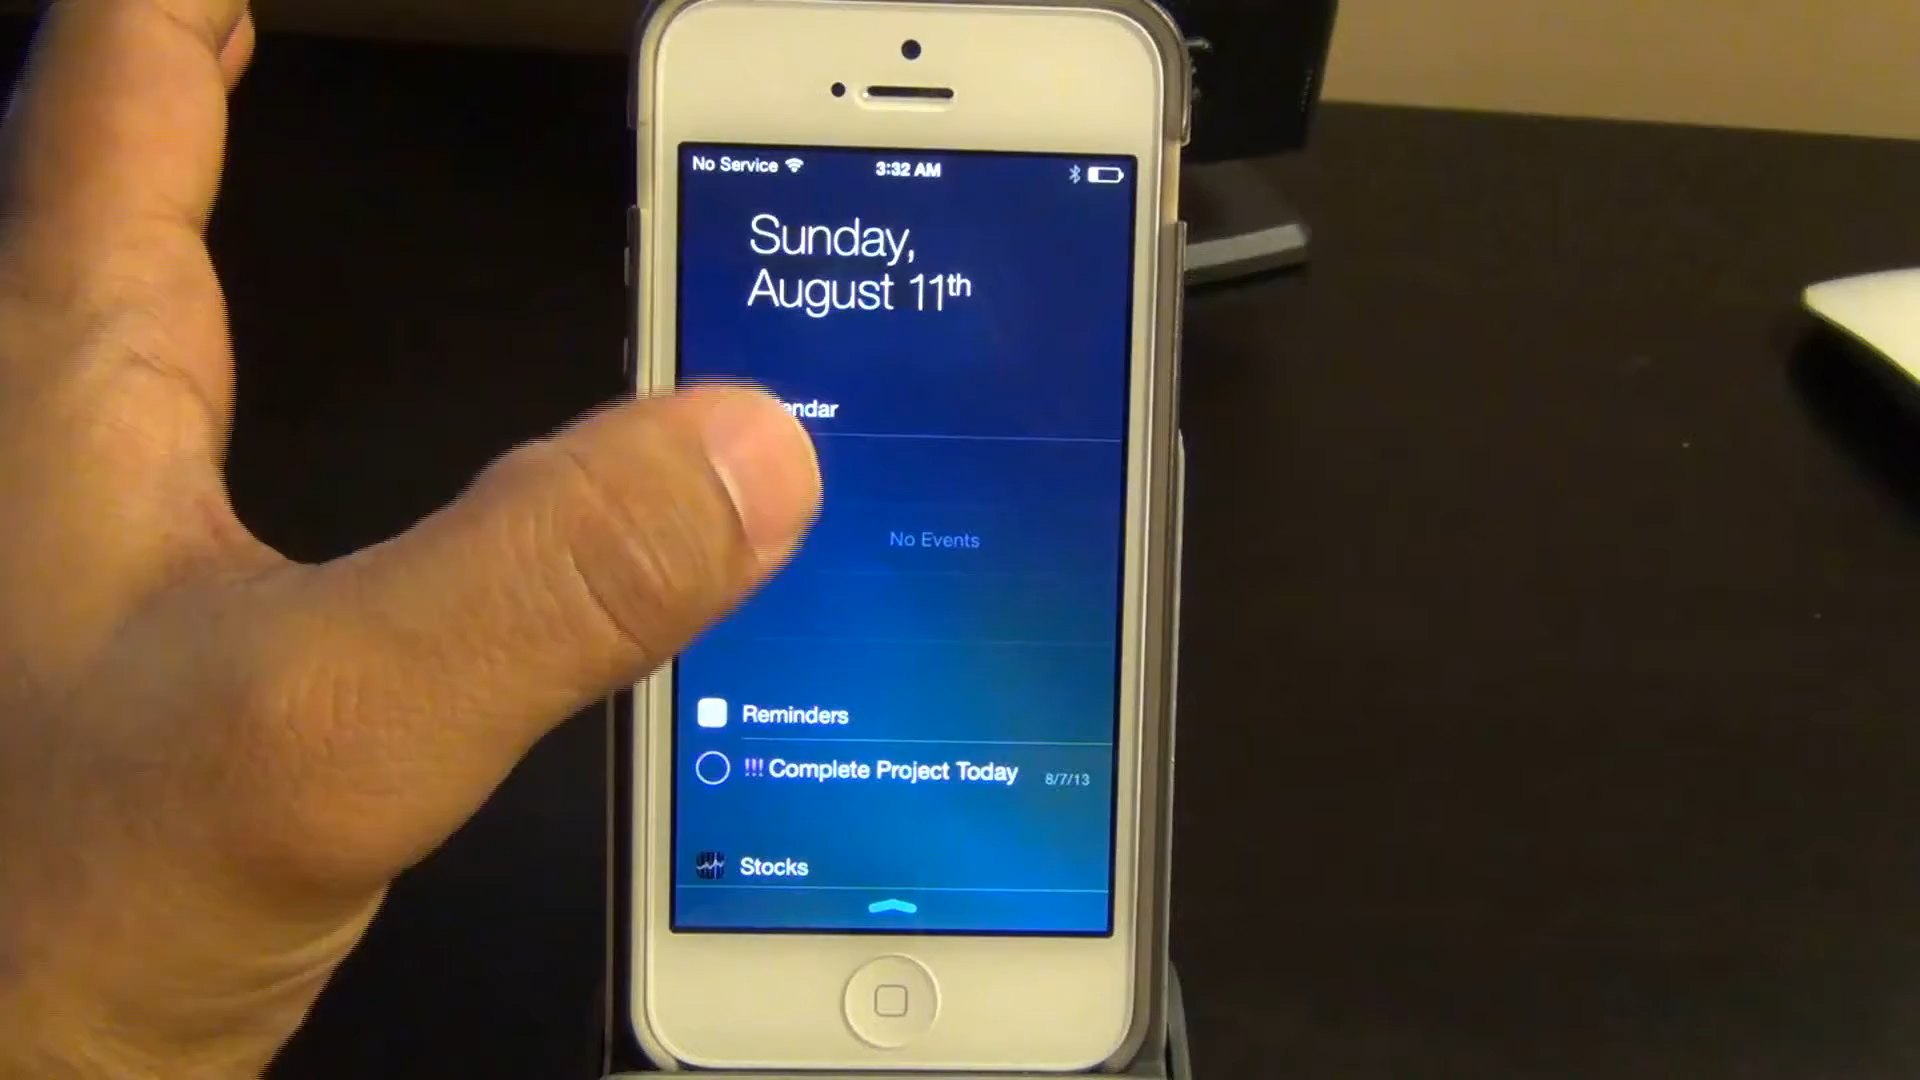 No Service
3:32 AM
Sunday,
August 11th
endar
No Events
Reminders
!!! Complete Project Today
8/7/13
Stocks